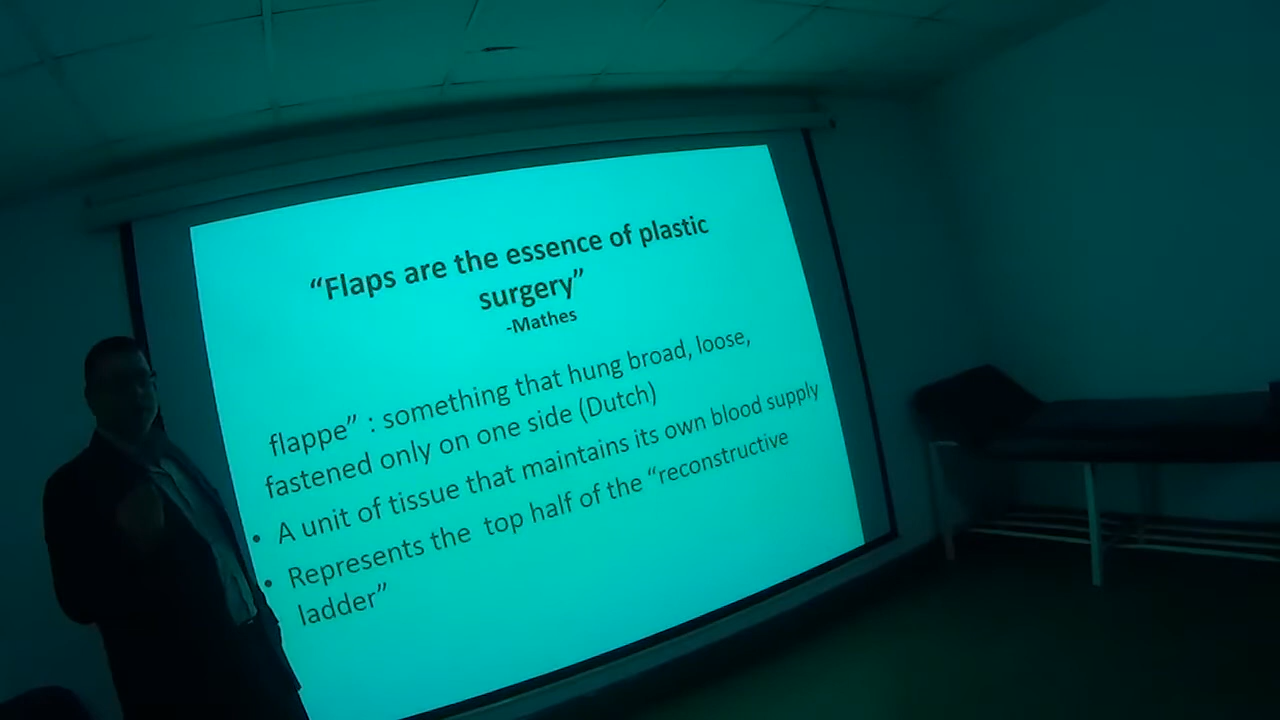 “Flaps are the essence of plastic
surgery”
-Mathes
flappe” : something that hung broad, loose,
fastened only on one side (Dutch)
• A unit of tissue that maintains its own blood supply
• Represents the top half of the “reconstructive
ladder”